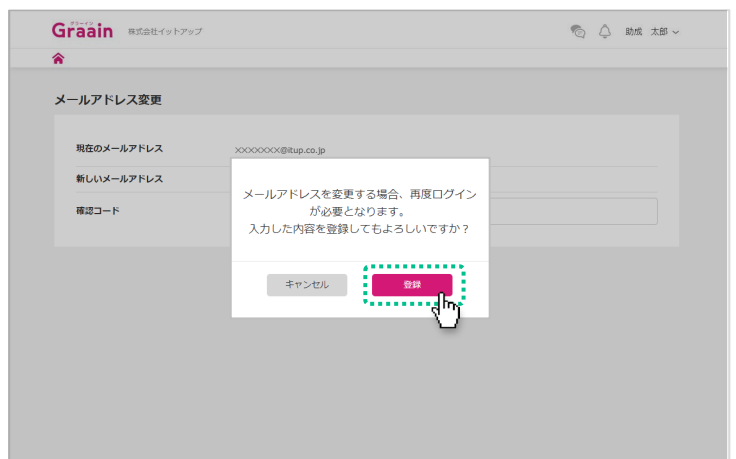 グラーイン
Graain 株式会社イットアップ 助成 太郎
メールアドレス変更
現在のメールアドレス XXXXXXX@itup.co.jp
新しいメールアドレス
確認コード
メールアドレスを変更する場合、再度ログイン
が必要となります。
入力した内容を登録してもよろしいですか？
キャンセル 登録